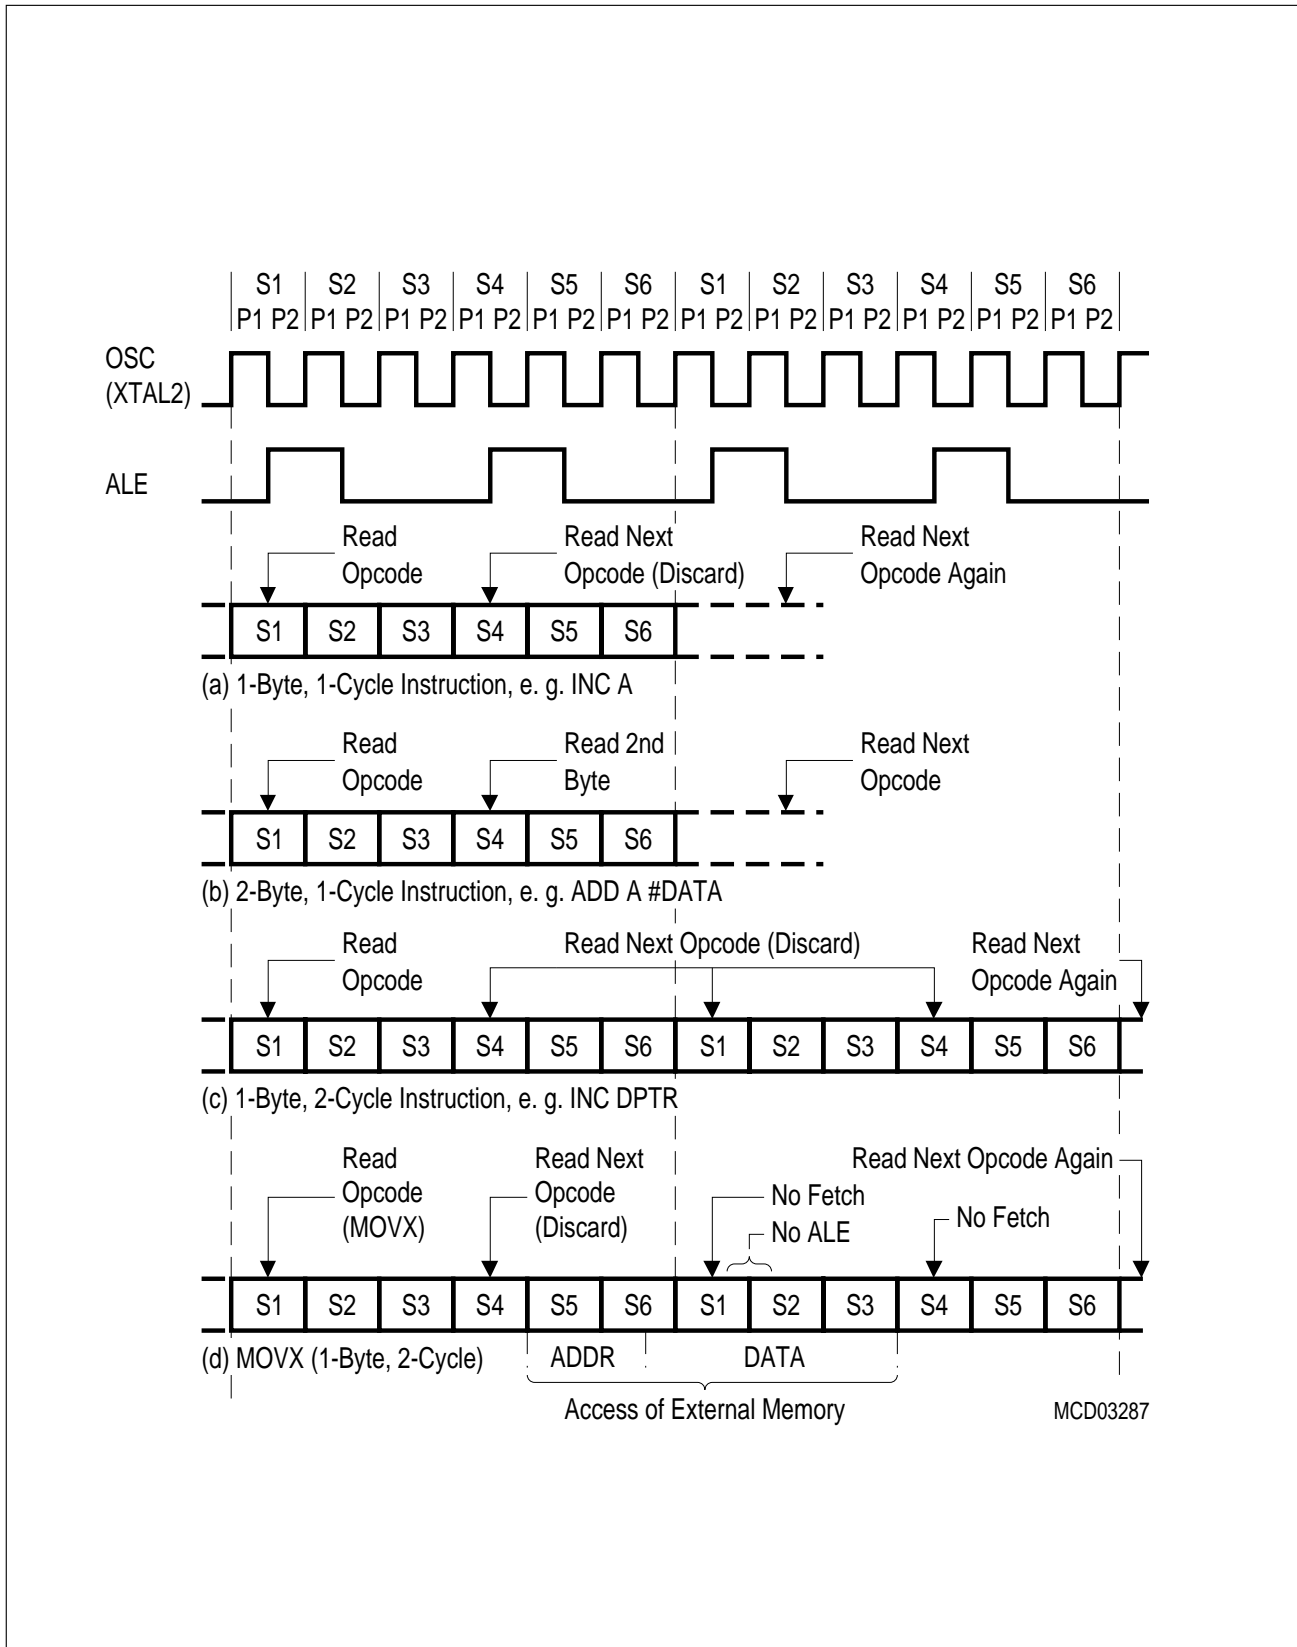 S1 S2 S3 S4 S5 S6 S1 S2 S3 S4 S5 S6
P1 P2 P1 P2 P1 P2 P1 P2 P1 P2 P1 P2 P1 P2 P1 P2 P1 P2 P1 P2 P1 P2 P1 P2
OSC
(XTAL2)
ALE
Read
Opcode
Read Next
Opcode (Discard)
Read Next
Opcode Again
S1 S2 S3 S4 S5 S6
(a) 1-Byte, 1-Cycle Instruction, e. g. INC A
Read
Opcode
Read 2nd
Byte
Read Next
Opcode
S1 S2 S3 S4 S5 S6
(b) 2-Byte, 1-Cycle Instruction, e. g. ADD A #DATA
Read
Opcode
Read Next Opcode (Discard)
Read Next
Opcode Again
S1 S2 S3 S4 S5 S6 S1 S2 S3 S4 S5 S6
(c) 1-Byte, 2-Cycle Instruction, e. g. INC DPTR
Read
Opcode
(MOVX)
Read Next
Opcode
(Discard)
No Fetch
No ALE
No Fetch
Read Next Opcode Again
S1 S2 S3 S4 S5 S6 S1 S2 S3 S4 S5 S6
(d) MOVX (1-Byte, 2-Cycle)
ADDR
DATA
Access of External Memory
MCD03287